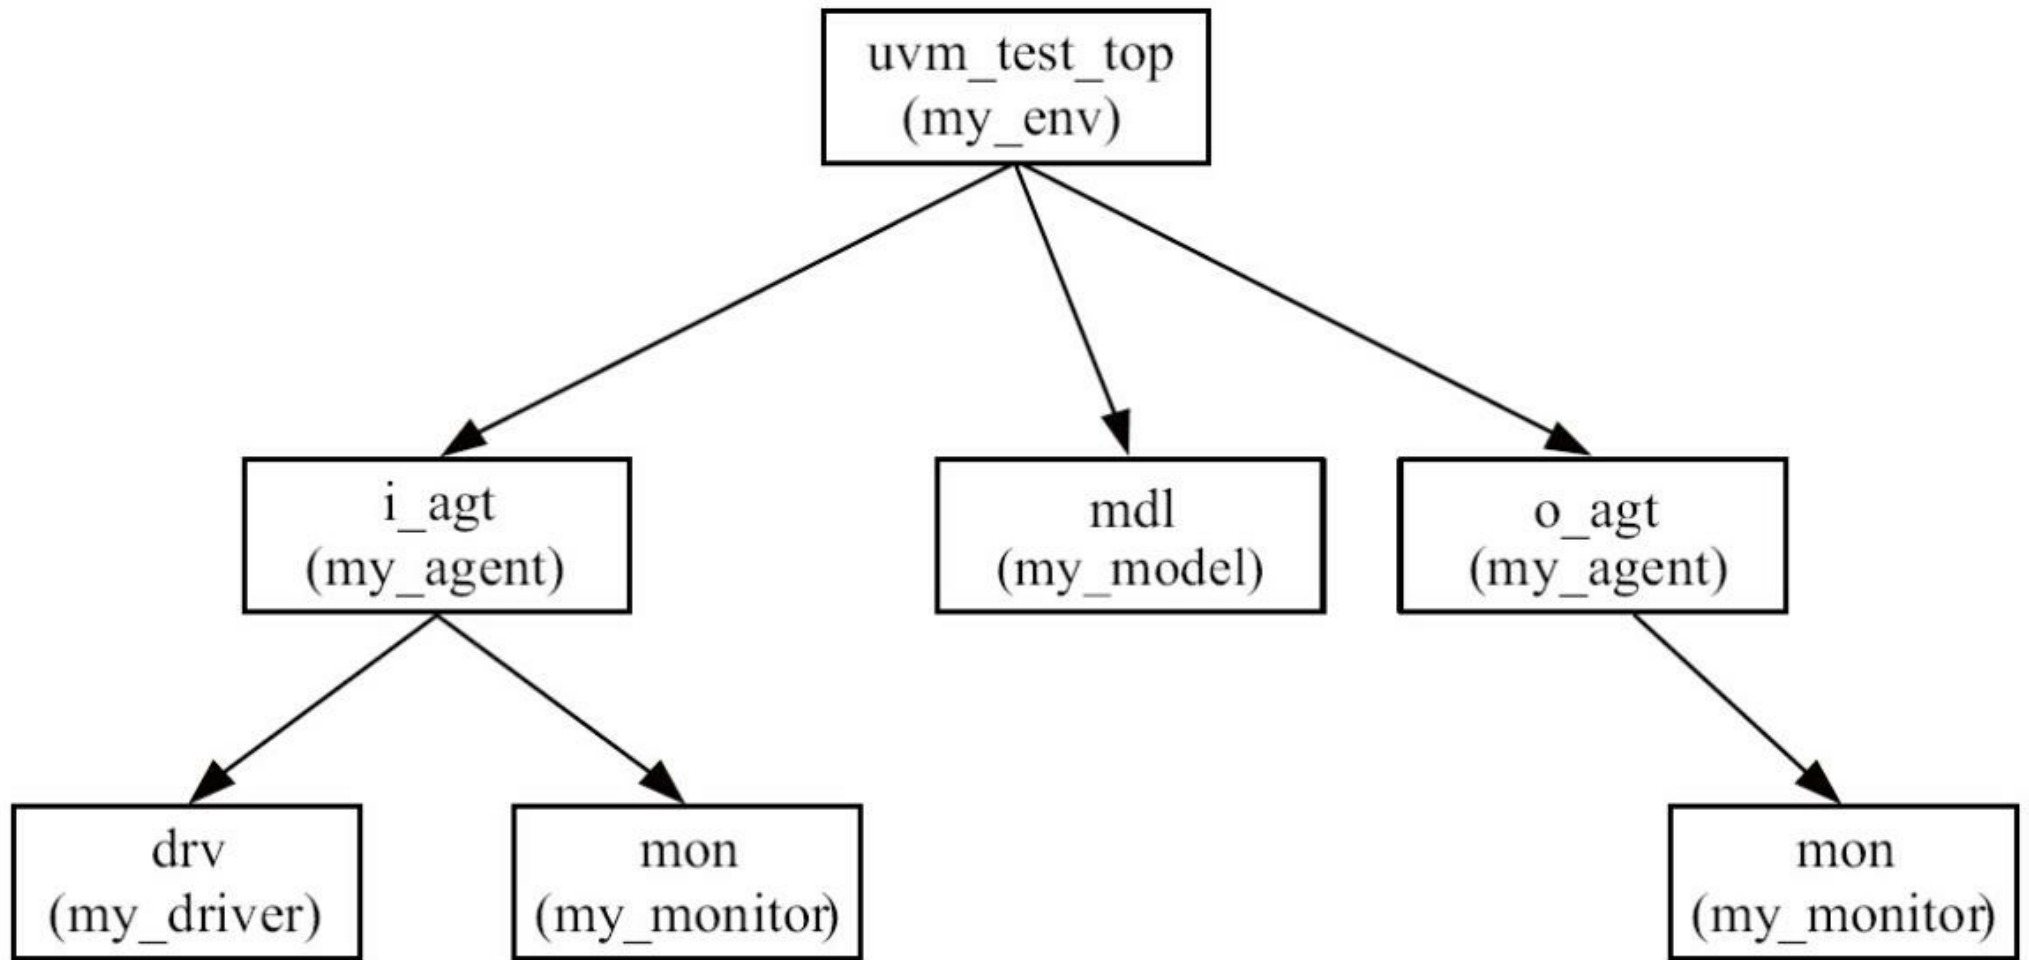 uvm_test_top
(my_env)
i_agt
(my_agent)
mdl
(my_model)
o_agt
(my_agent)
drv
(my_driver)
mon
(my_monitor)
mon
(my_monitor)